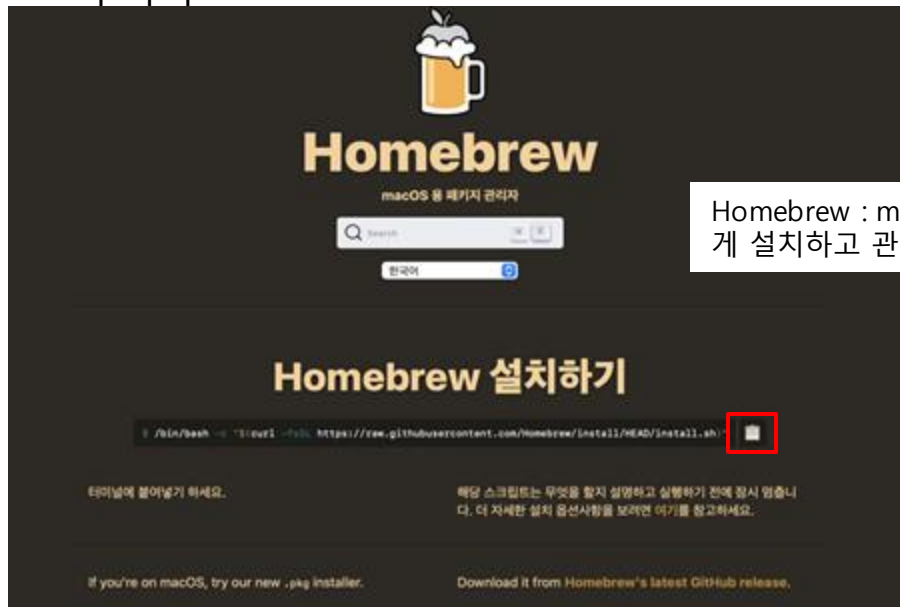 Homebrew
macOS 용 패키지 관리자
Search
한국어
Homebrew : m
게 설치하고 관
Homebrew 설치하기
$ /bin/bash -c "$(curl -fsSL https://raw.githubusercontent.com/Homebrew/install/HEAD/install.sh)"
터미널에 붙여넣기 하세요.
해당 스크립트는 무엇을 할지 설명하고 실행하기 전에 잠시 멈춥니
다. 더 자세한 설치 옵션사항을 보려면 여기를 참고하세요.
If you're on macOS, try our new .pkg installer.
Download it from Homebrew's latest GitHub release.